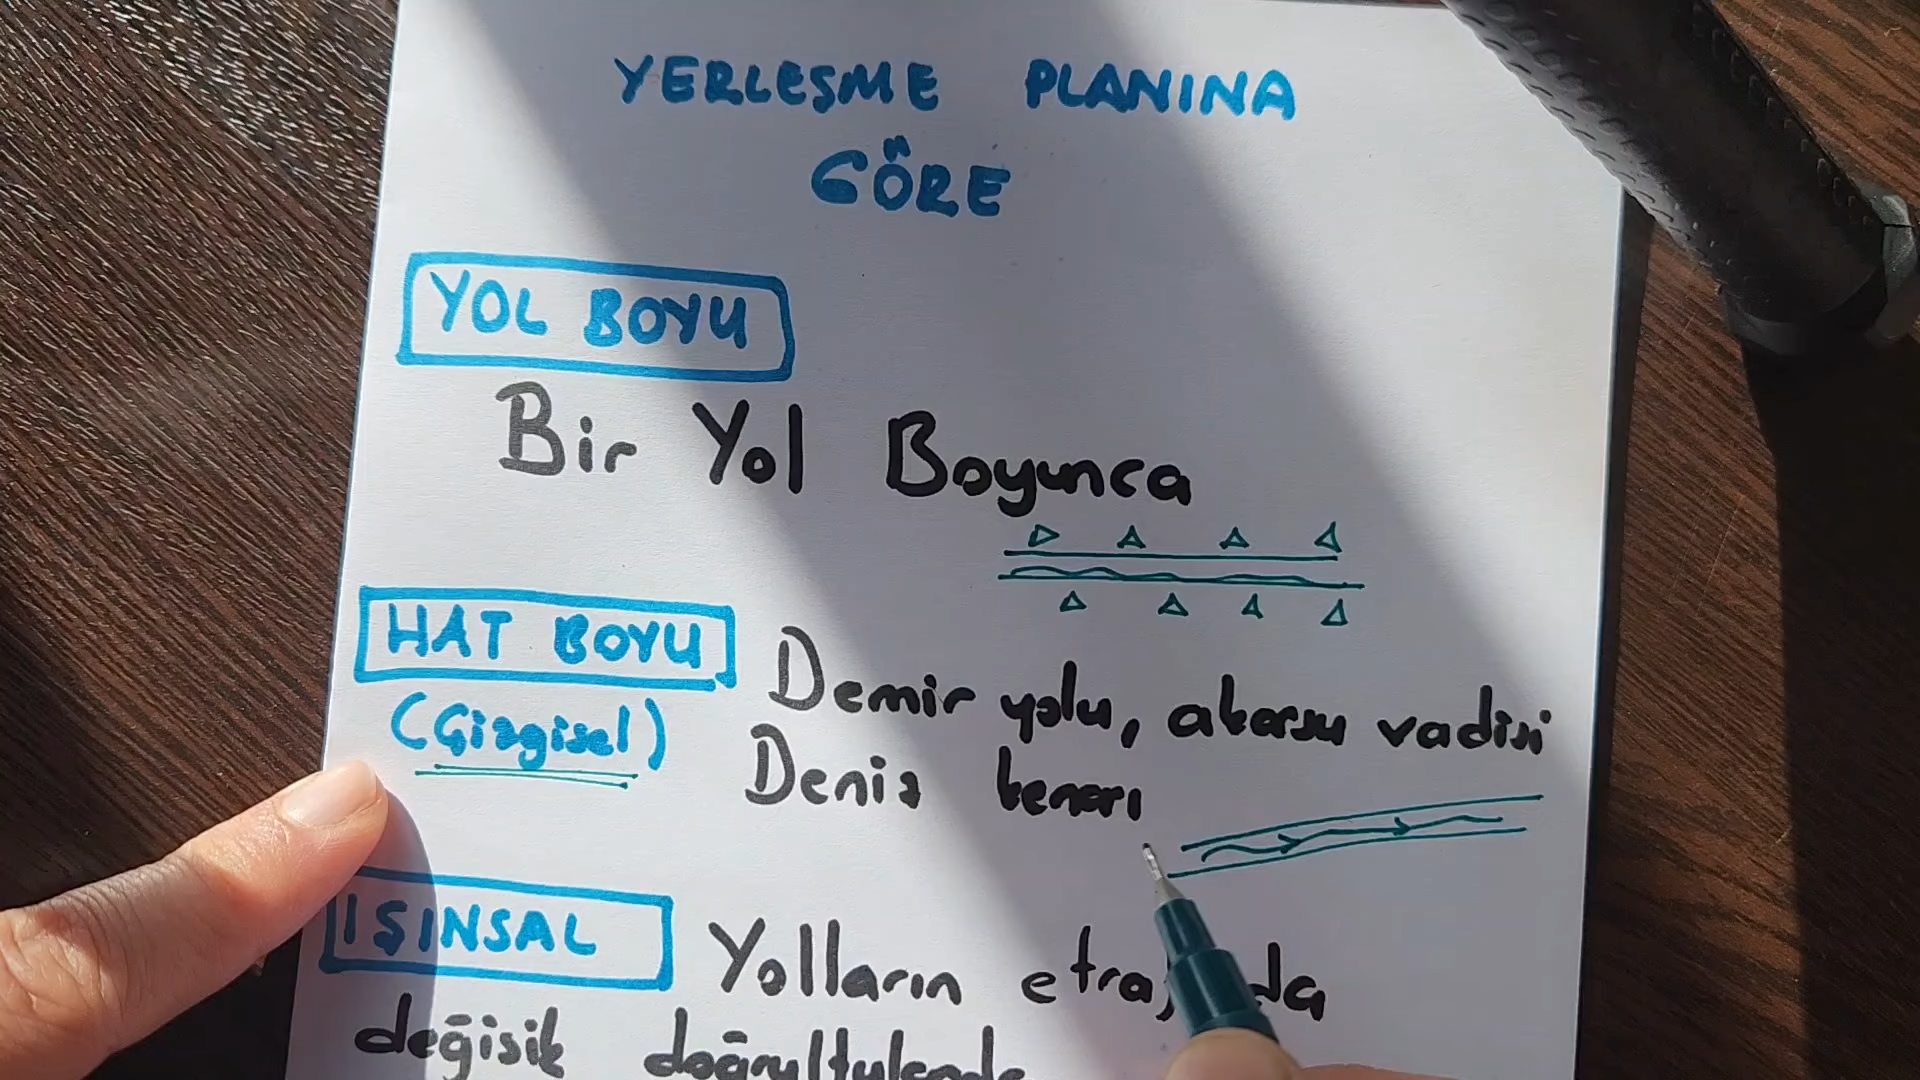 YERLEŞME PLANINA
GÖRE
YOL BOYU
Bir Yol Boyunca
HAT BOYU
(Çizgisel)
Demir yolu, akarsu vadisi
Deniz kenarı
IŞINSAL
Yolların etrafında
değişik doğrultularda